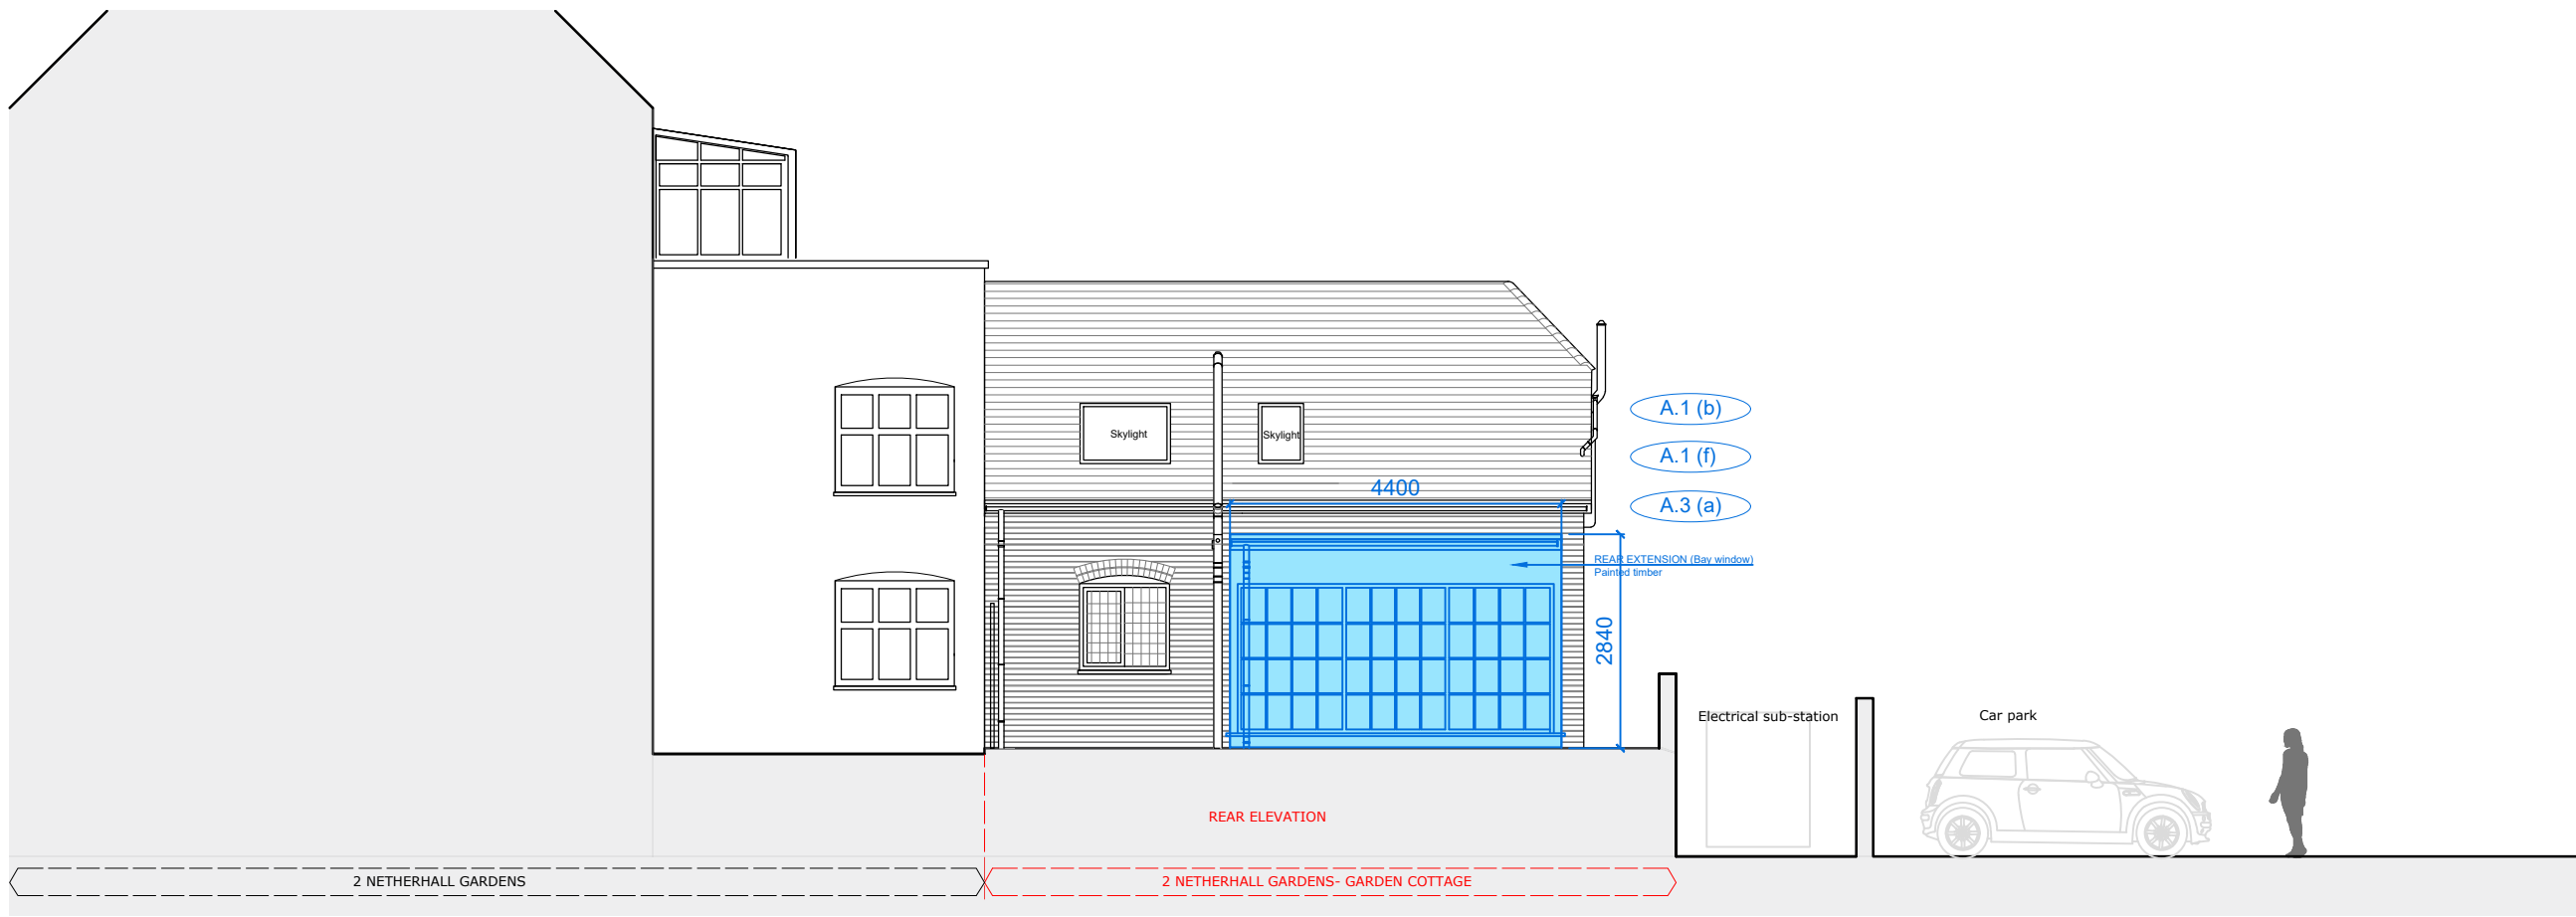 A.1 (b)
Skylight
Skylight
A.1 (f)
4400
A.3 (a)
REAR EXTENSION (Bay window)
Painted timber
2840
Electrical sub-station
Car park
REAR ELEVATION
2 NETHERHALL GARDENS
2 NETHERHALL GARDENS- GARDEN COTTAGE